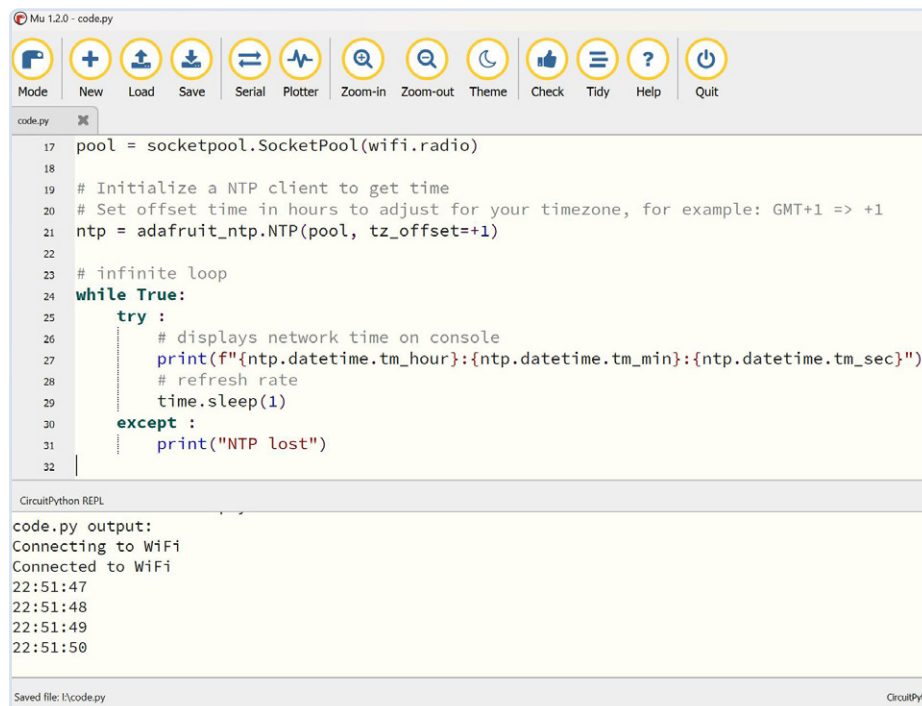 Mu 1.2.0 - code.py
Mode New Load Save Serial Plotter Zoom-in Zoom-out Theme Check Tidy Help Quit
code.py
17 pool = socketpool.SocketPool(wifi.radio)
18
19 # Initialize a NTP client to get time
20 # Set offset time in hours to adjust for your timezone, for example: GMT+1 => +1
21 ntp = adafruit_ntp.NTP(pool, tz_offset=+1)
22
23 # infinite loop
24 while True:
25     try :
26         # displays network time on console
27         print(f"{ntp.datetime.tm_hour}:{ntp.datetime.tm_min}:{ntp.datetime.tm_sec}")
28         # refresh rate
29         time.sleep(1)
30     except :
31         print("NTP lost")
32
CircuitPython REPL
code.py output:
Connecting to WiFi
Connected to WiFi
22:51:47
22:51:48
22:51:49
22:51:50
Saved file: I:\code.py CircuitPy